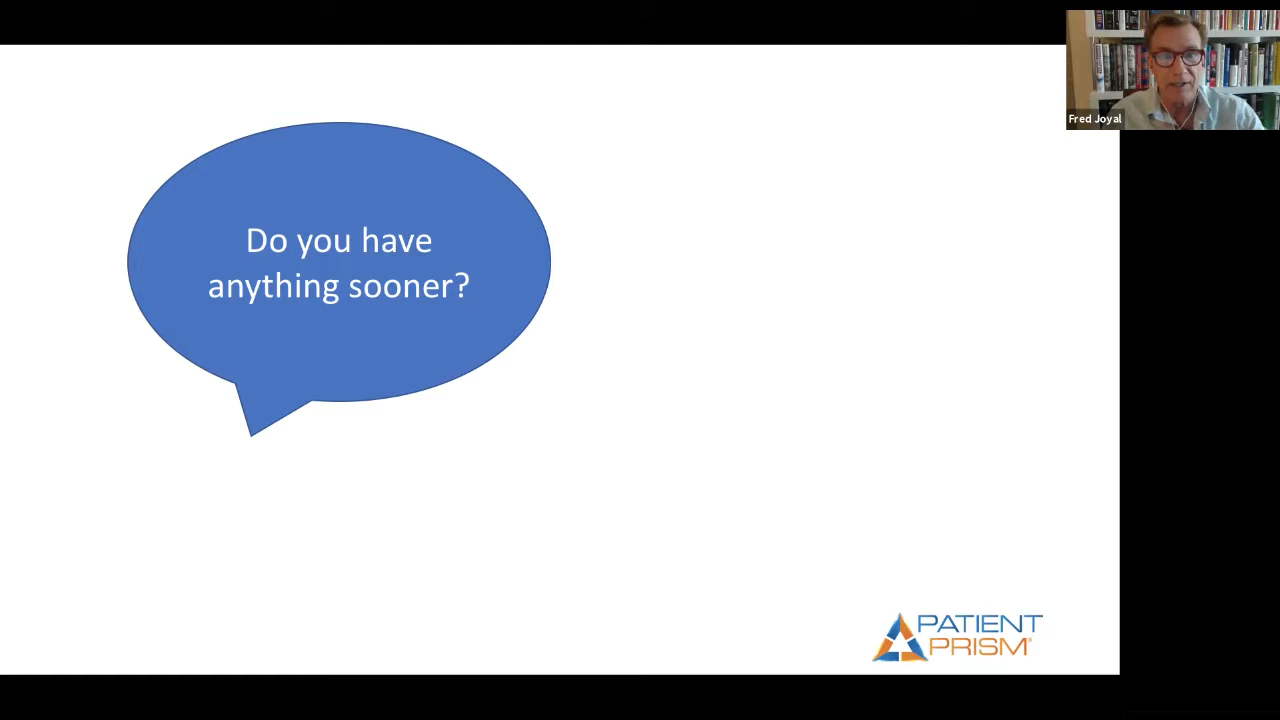 Fred Joyal
Do you have
anything sooner?
PATIENT
PRISM®